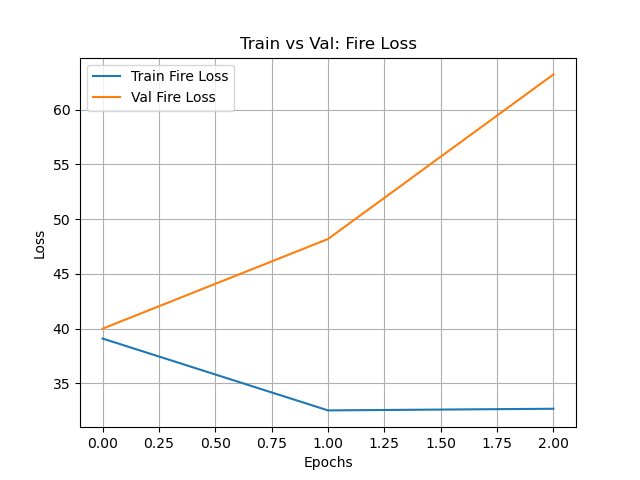 Train vs Val: Fire Loss
Train Fire Loss
Val Fire Loss
60
55
50
45
40
35
Loss
0.00 0.25 0.50 0.75 1.00 1.25 1.50 1.75 2.00
Epochs